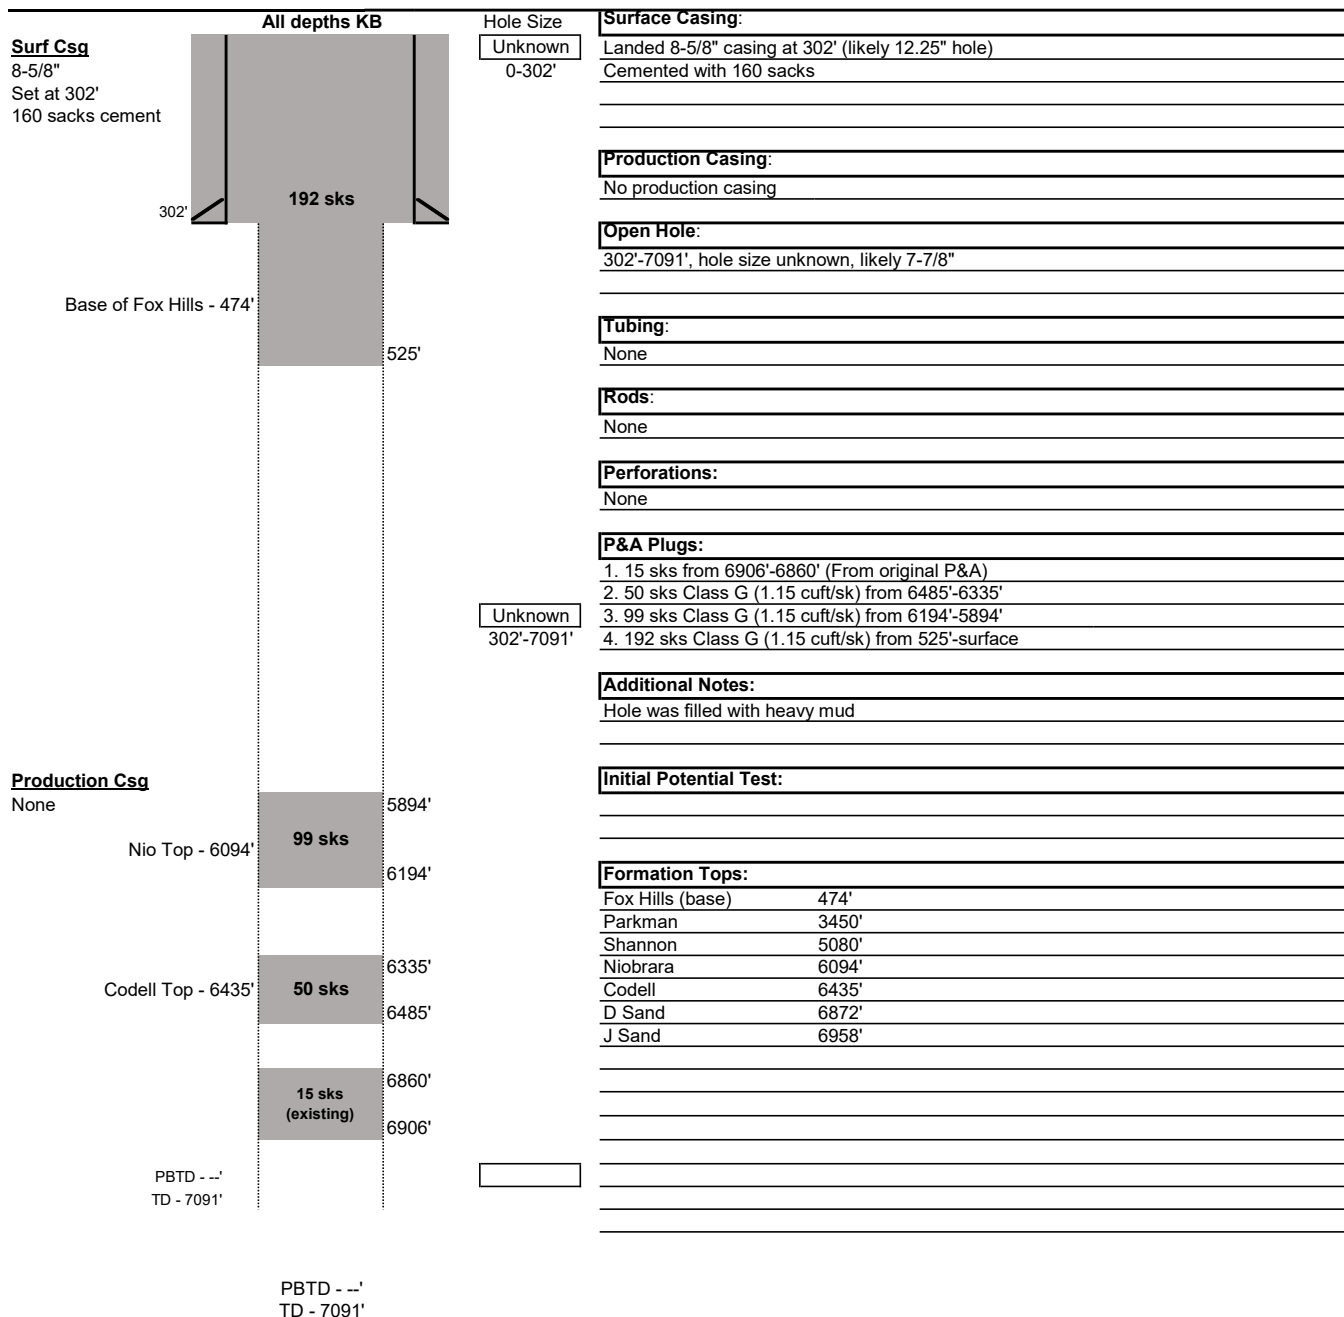 All depths KB
Surf Csg
8-5/8"
Set at 302'
160 sacks cement
192 sks
302'
Base of Fox Hills - 474'
525'
Production Csg
None
5894'
99 sks
Nio Top - 6094'
6194'
6335'
Codell Top - 6435'
50 sks
6485'
6860'
15 sks
(existing)
6906'
PBTD - --'
TD - 7091'
PBTD - --'
TD - 7091'
Hole Size
Unknown
0-302'
Unknown
302'-7091'
Surface Casing:
Landed 8-5/8" casing at 302' (likely 12.25" hole)
Cemented with 160 sacks
Production Casing:
No production casing
Open Hole:
302'-7091', hole size unknown, likely 7-7/8"
Tubing:
None
Rods:
None
Perforations:
None
P&A Plugs:
1. 15 sks from 6906'-6860' (From original P&A)
2. 50 sks Class G (1.15 cuft/sk) from 6485'-6335'
3. 99 sks Class G (1.15 cuft/sk) from 6194'-5894'
4. 192 sks Class G (1.15 cuft/sk) from 525'-surface
Additional Notes:
Hole was filled with heavy mud
Initial Potential Test:
Formation Tops:
Fox Hills (base) 474'
Parkman 3450'
Shannon 5080'
Niobrara 6094'
Codell 6435'
D Sand 6872'
J Sand 6958'